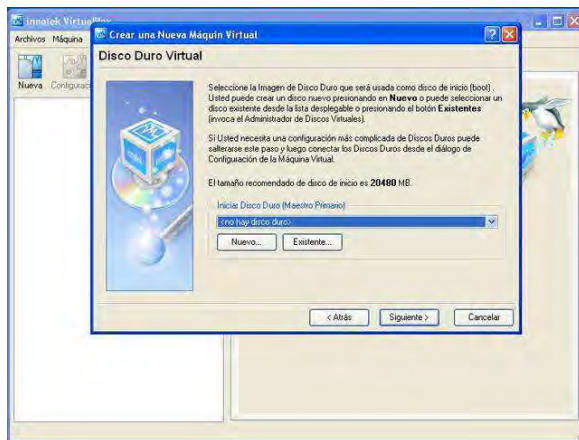 innotek VirtualBox
Crear una Nueva Máquin Virtual
Archivos Máquina
Nueva
Disco Duro Virtual
Seleccione la Imagen de Disco Duro que será usada como disco de inicio (boot) .
Usted puede crear un disco nuevo presionando en Nuevo o puede seleccionar un
disco existente desde la lista desplegable o presionando el botón Existentes
(invoca el Administrador de Discos Virtuales).
Si Usted necesita una configuración más complicada de Discos Duros puede
salterarse este paso y luego conectar los Discos Duros desde el diálogo de
Configuración de la Máquina Virtual.
El tamaño recomendado de disco de inicio es 20480 MB.
Iniciar Disco Duro (Maestro Primario)
<no hay disco duro>
Nuevo... Existente...
< Atrás Siguiente > Cancelar